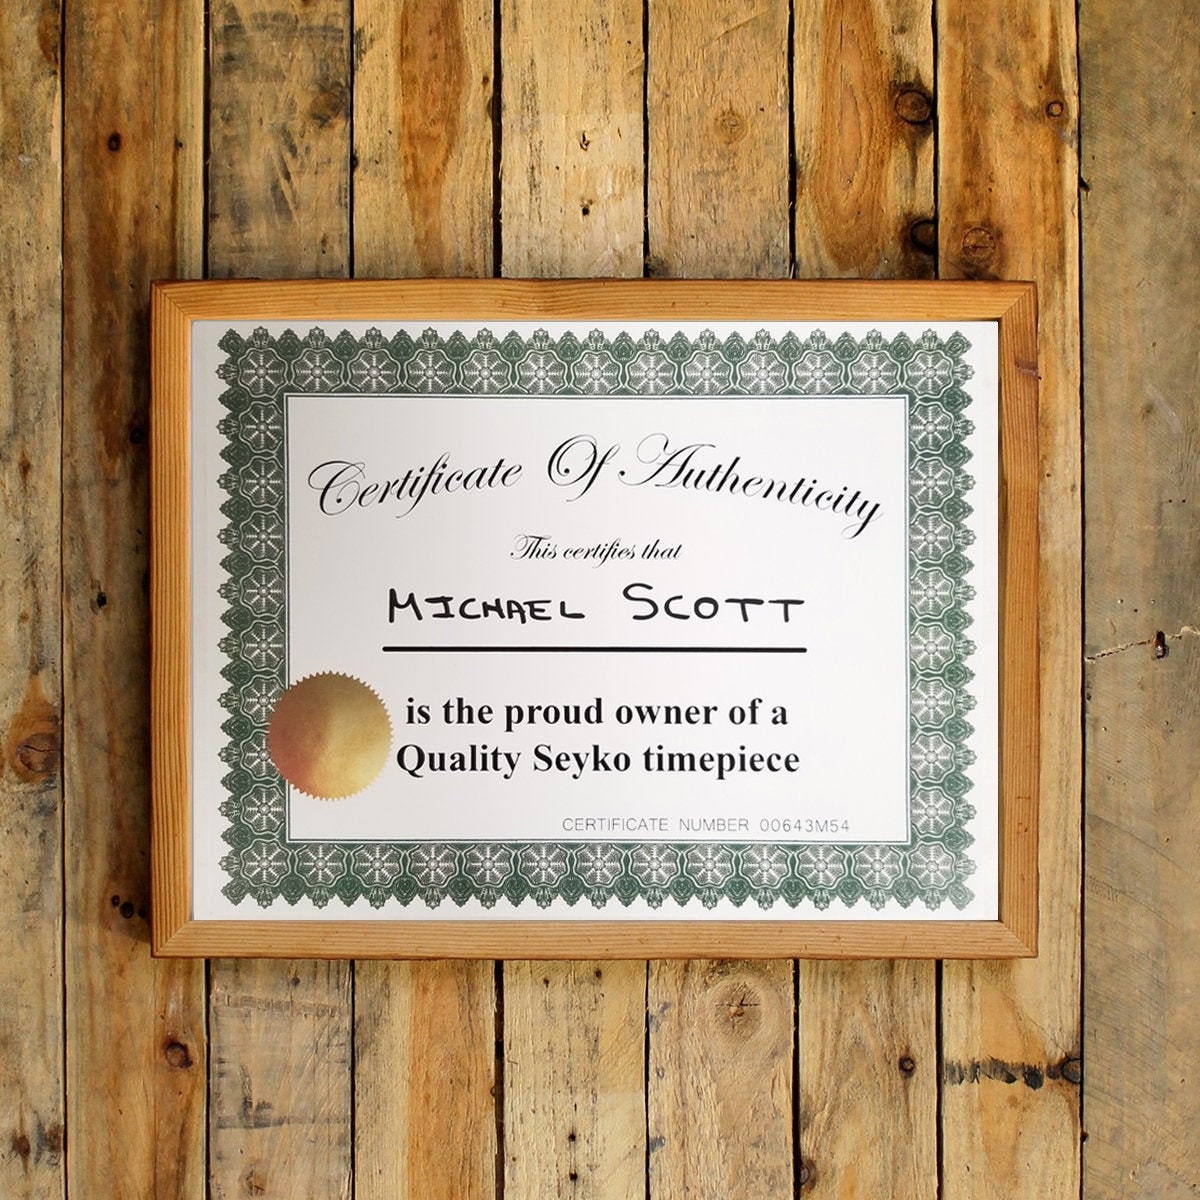 Certificate Of Authenticity
This certifies that
MICHAEL SCOTT
is the proud owner of a
Quality Seyko timepiece
CERTIFICATE NUMBER 00643M54